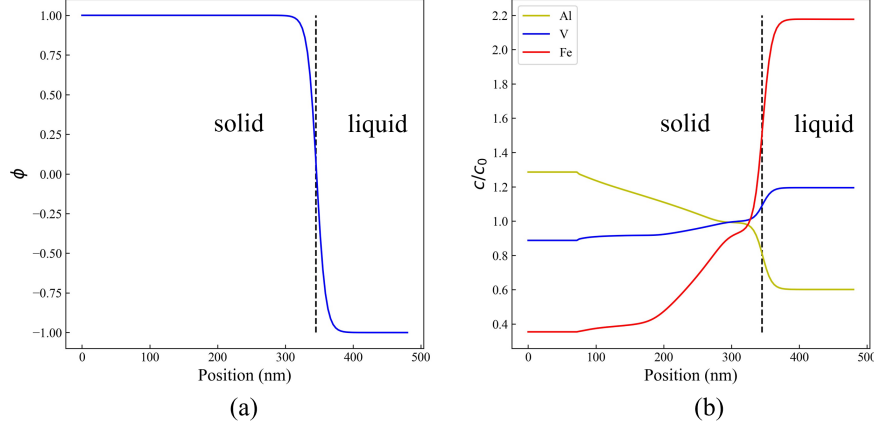 1.00
0.75
0.50
0.25
0.00
−0.25
−0.50
−0.75
−1.00
ϕ
solid
liquid
0
100
200
300
400
500
Position (nm)
(a)
2.2
2.0
1.8
1.6
1.4
1.2
1.0
0.8
0.6
0.4
c/c₀
Al
V
Fe
solid
liquid
0
100
200
300
400
500
Position (nm)
(b)